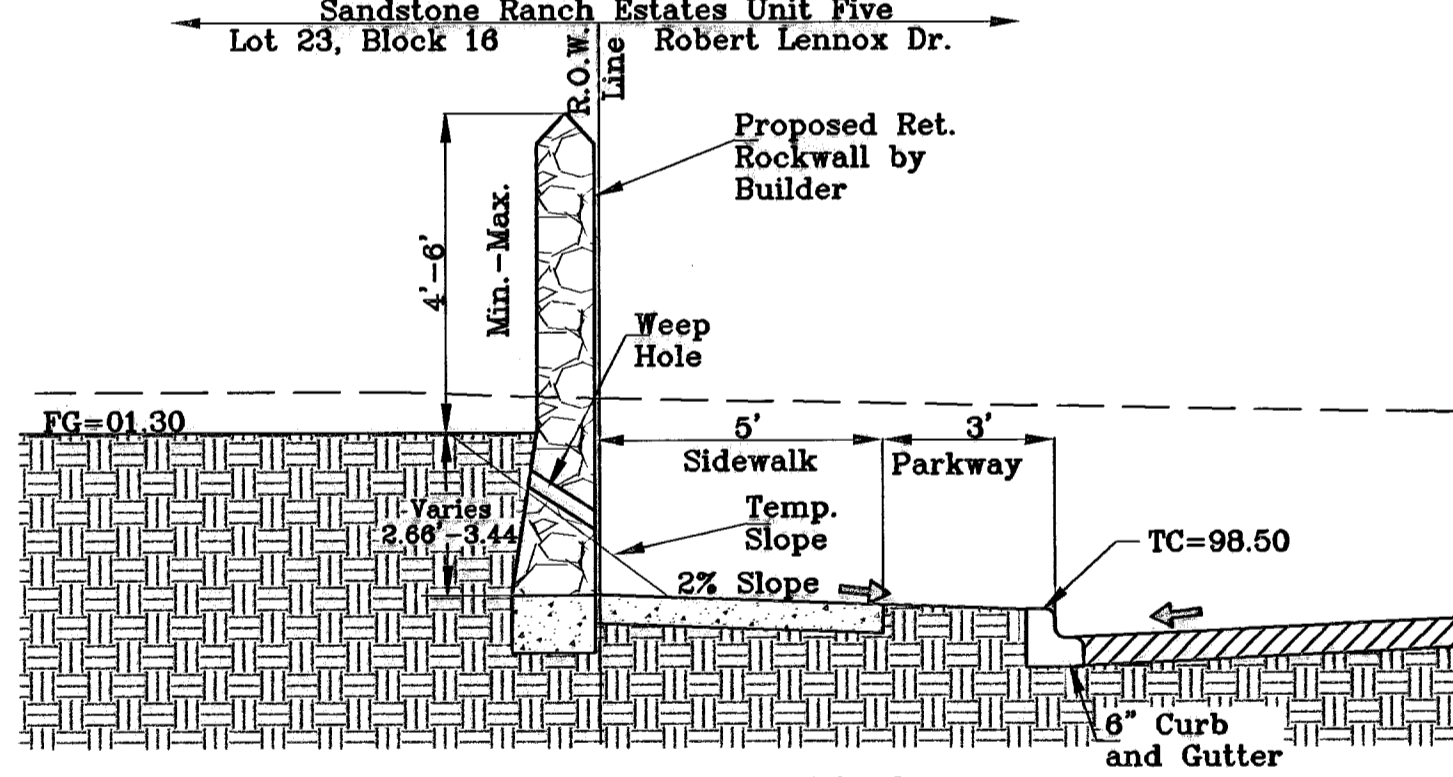 Sandstone Ranch Estates Unit Five
Lot 23, Block 16
Robert Lennox Dr.
R.O.W.
Line
Proposed Ret.
Rockwall by
Builder
4'-6'
Min.-Max.
Weep
Hole
FG=01.30
5'
Sidewalk
3'
Parkway
Varies
2.66'-3.44
Temp.
Slope
2% Slope
TC=98.50
6" Curb
and Gutter